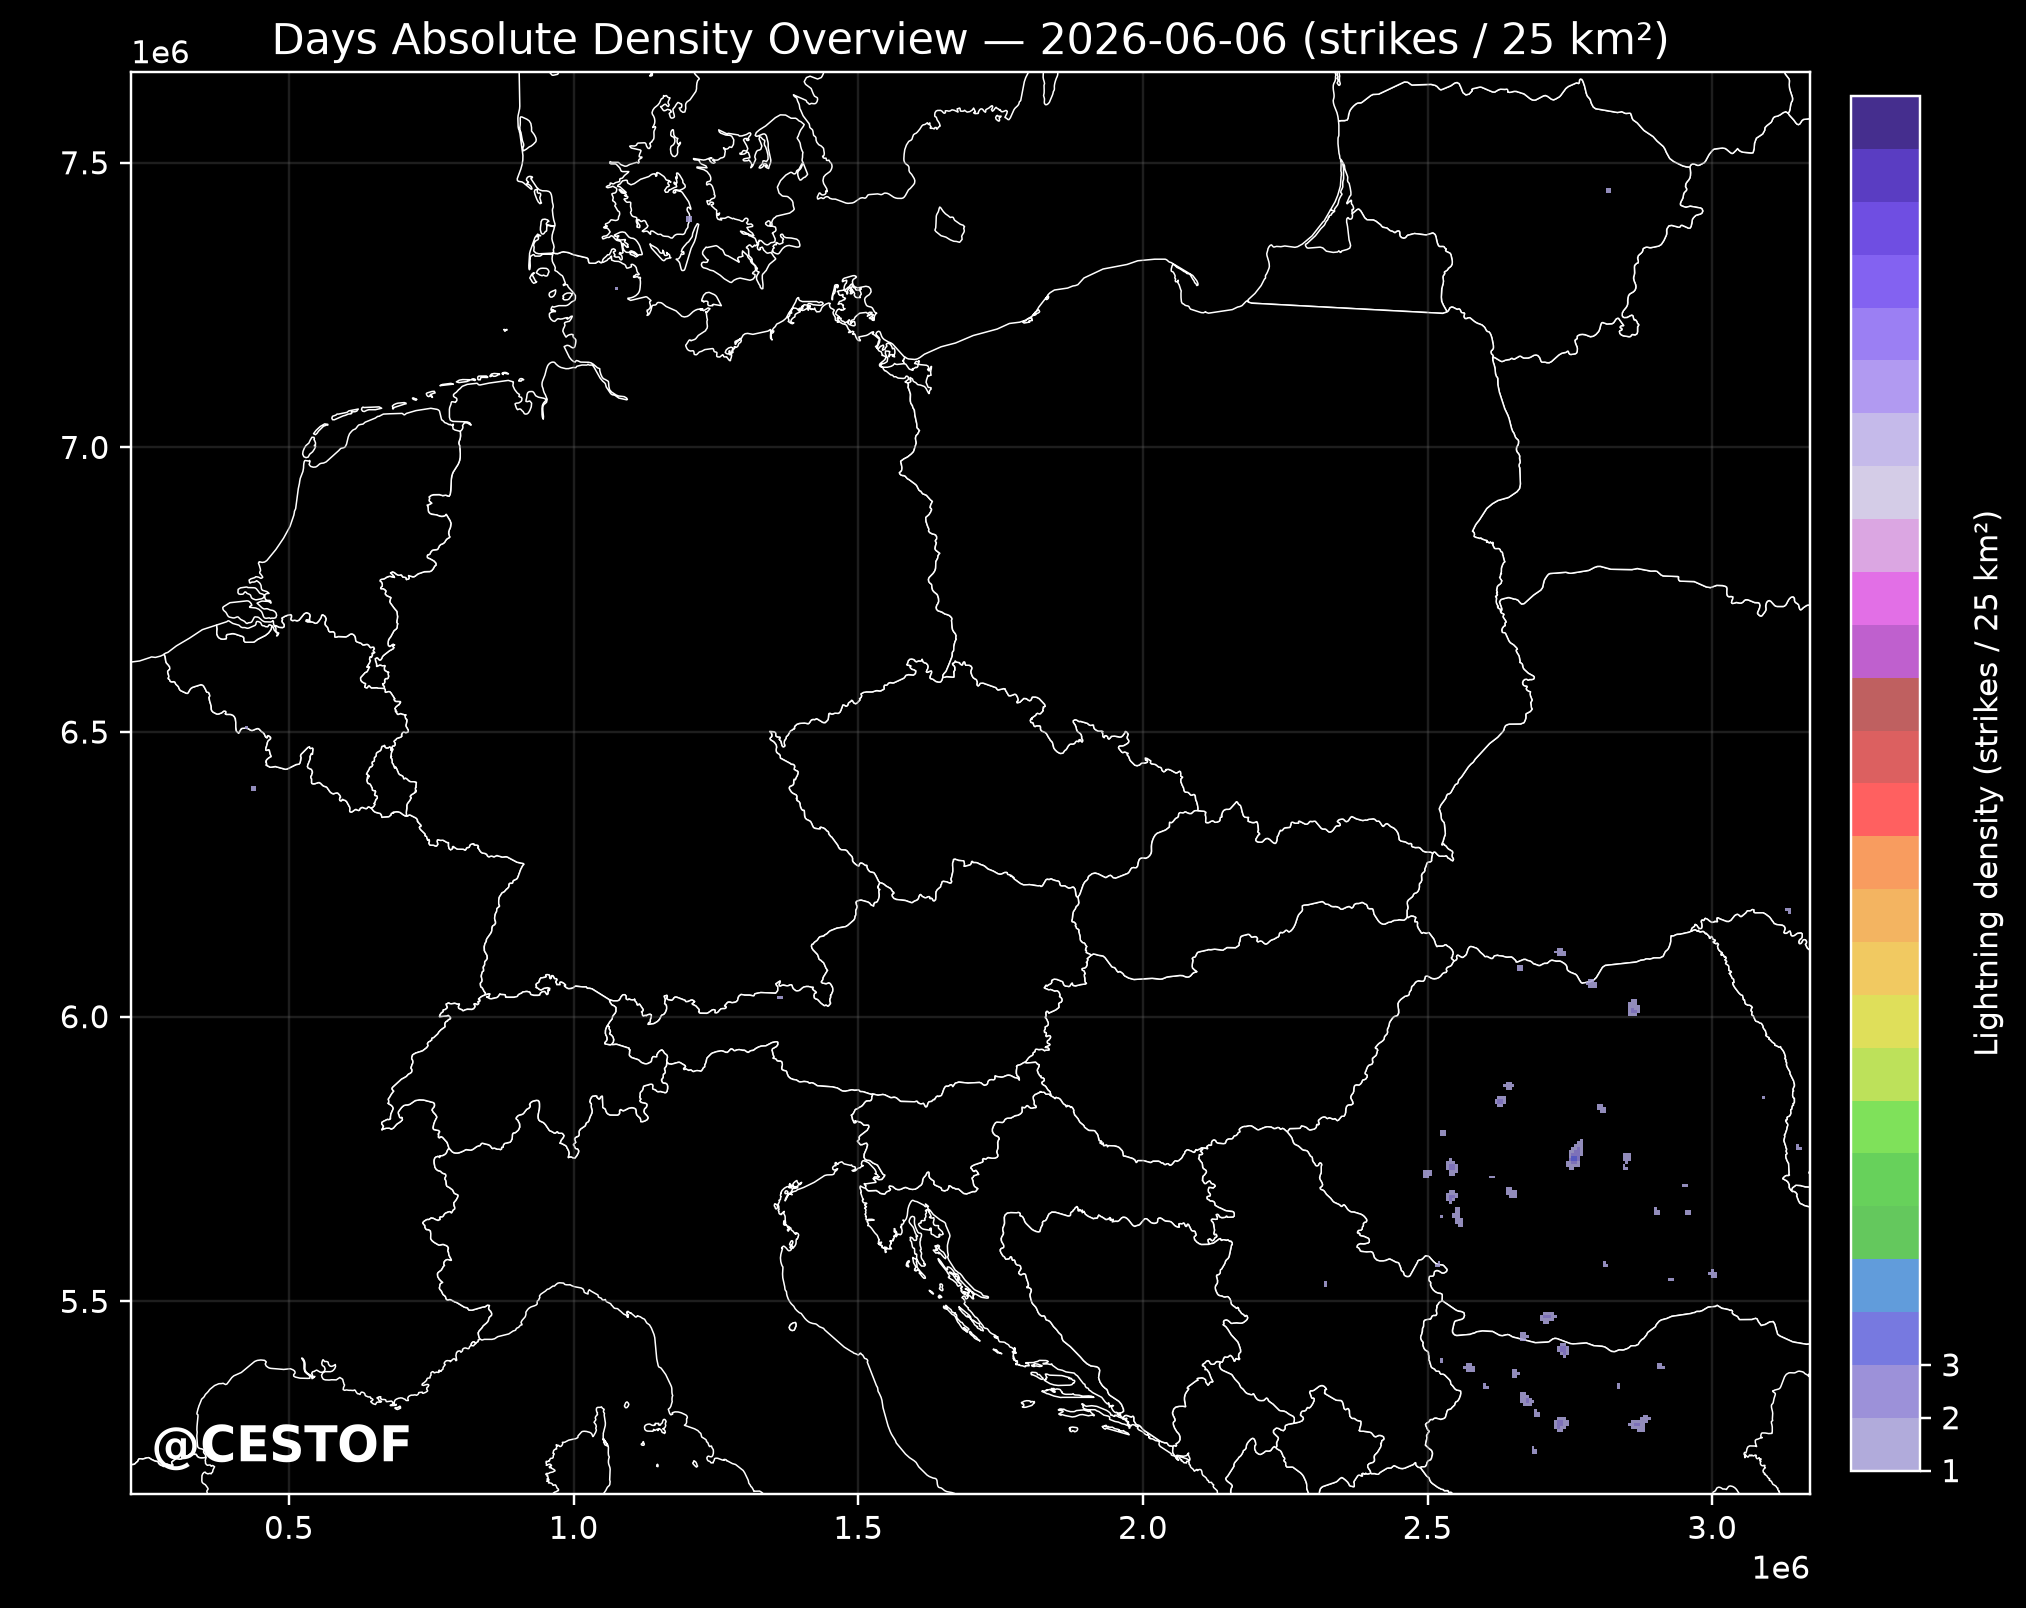 Days Absolute Density Overview — 2026-06-06 (strikes / 25 km²)
1e6
7.5
7.0
6.5
6.0
5.5
0.5 1.0 1.5 2.0 2.5 3.0
1e6
@CESTOF
3
2
1
Lightning density (strikes / 25 km²)